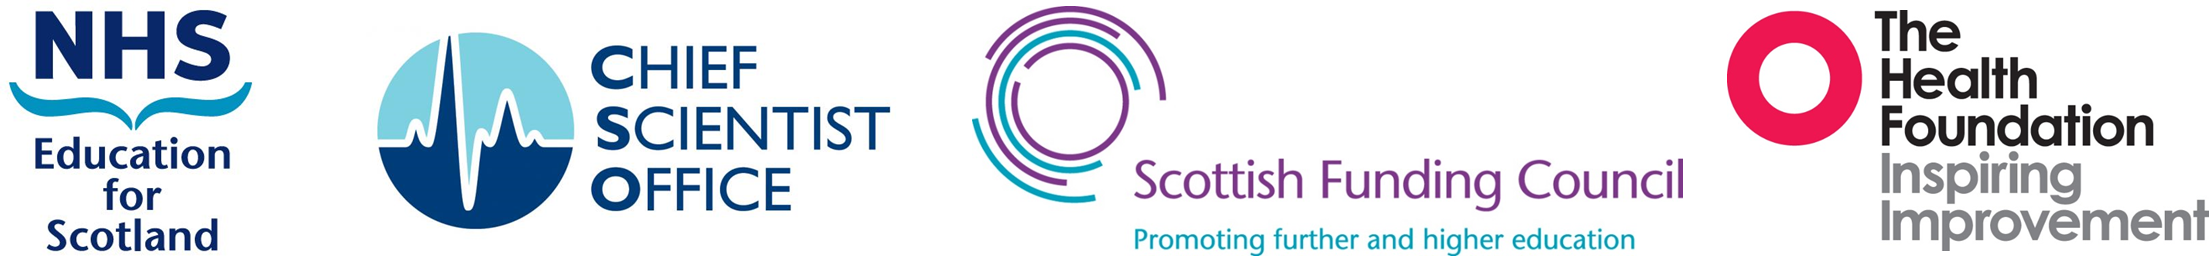 NHS
Education
for
Scotland
CHIEF
SCIENTIST
OFFICE
Scottish Funding Council
Promoting further and higher education
The
Health
Foundation
Inspiring
Improvement